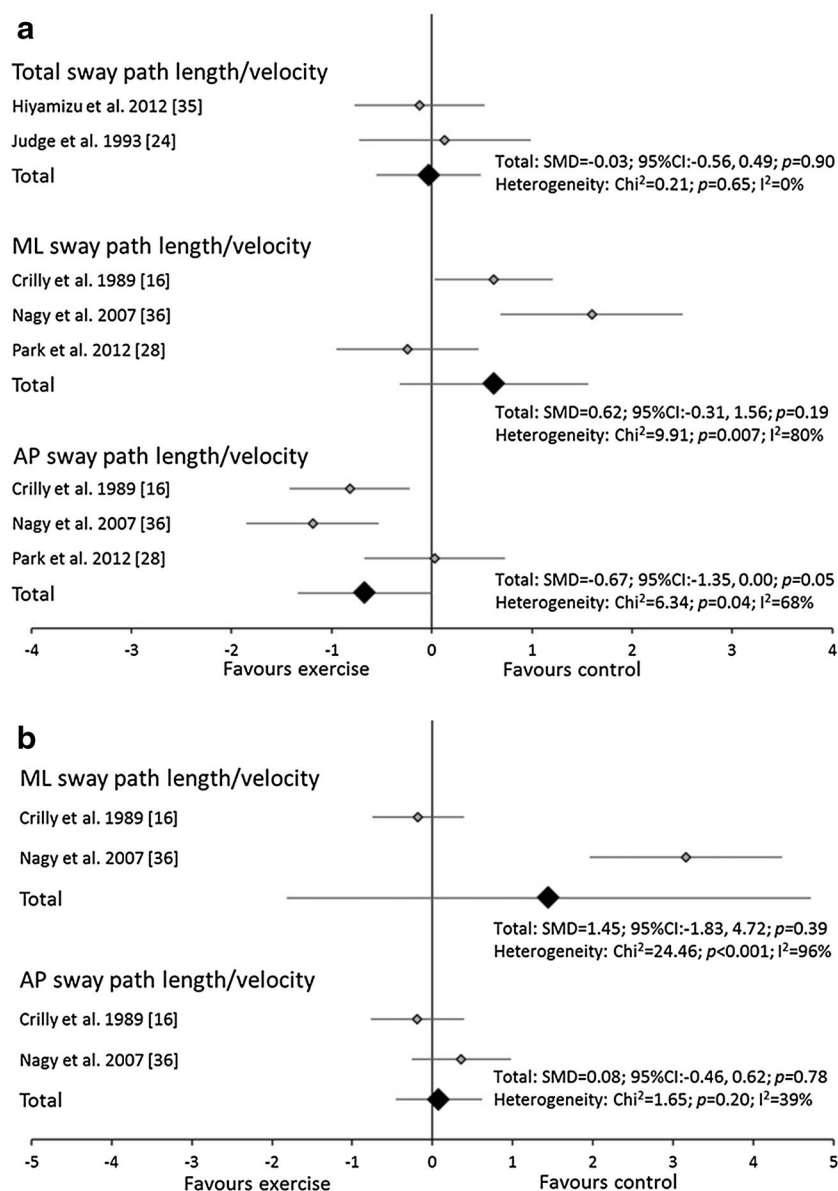 a
Total sway path length/velocity
Hiyamizu et al. 2012 [35]
Judge et al. 1993 [24]
Total
Total: SMD=-0.03; 95%CI:-0.56, 0.49; p=0.90
Heterogeneity: Chi²=0.21; p=0.65; I²=0%
ML sway path length/velocity
Crilly et al. 1989 [16]
Nagy et al. 2007 [36]
Park et al. 2012 [28]
Total
Total: SMD=0.62; 95%CI:-0.31, 1.56; p=0.19
Heterogeneity: Chi²=9.91; p=0.007; I²=80%
AP sway path length/velocity
Crilly et al. 1989 [16]
Nagy et al. 2007 [36]
Park et al. 2012 [28]
Total
Total: SMD=-0.67; 95%CI:-1.35, 0.00; p=0.05
Heterogeneity: Chi²=6.34; p=0.04; I²=68%
-4 -3 -2 -1 0 1 2 3 4
Favours exercise Favours control
b
ML sway path length/velocity
Crilly et al. 1989 [16]
Nagy et al. 2007 [36]
Total
Total: SMD=1.45; 95%CI:-1.83, 4.72; p=0.39
Heterogeneity: Chi²=24.46; p<0.001; I²=96%
AP sway path length/velocity
Crilly et al. 1989 [16]
Nagy et al. 2007 [36]
Total
Total: SMD=0.08; 95%CI:-0.46, 0.62; p=0.78
Heterogeneity: Chi²=1.65; p=0.20; I²=39%
-5 -4 -3 -2 -1 0 1 2 3 4 5
Favours exercise Favours control